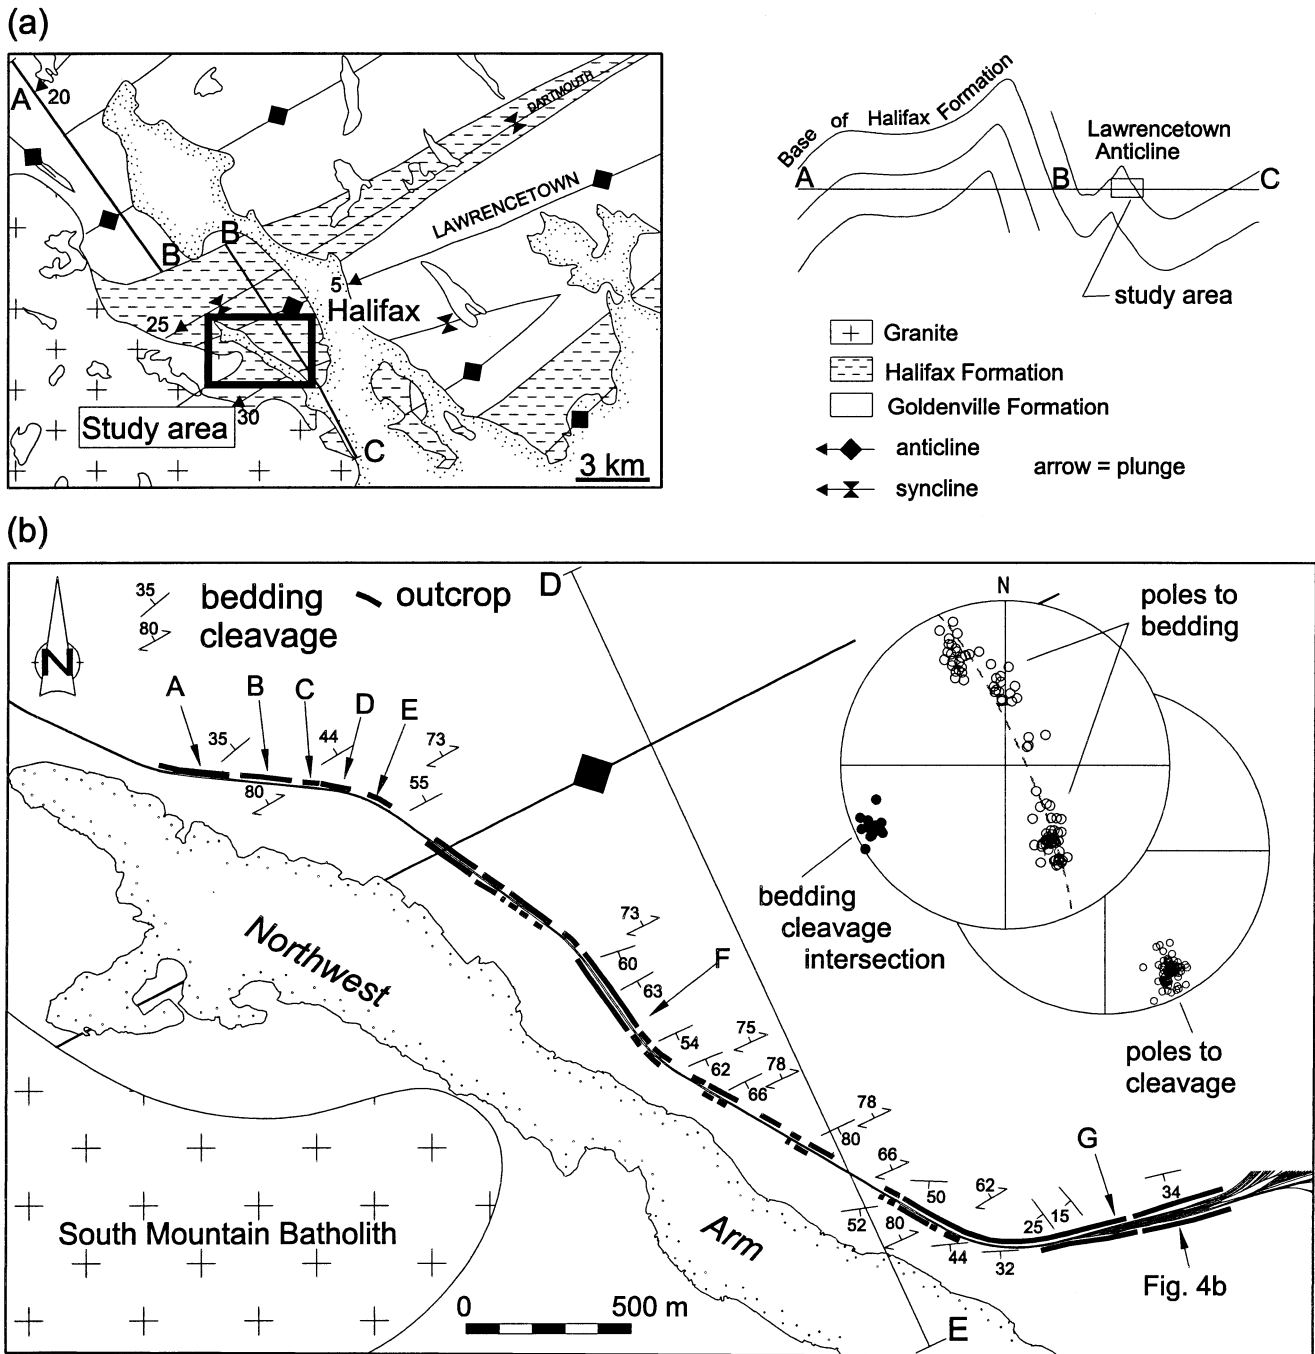 (a)
A
20
DARTMOUTH
LAWRENCETOWN
B
B
5
Halifax
25
Study area
30
C
3 km
Base of Halifax Formation
Lawrencetown
Anticline
A
B
C
study area
Granite
Halifax Formation
Goldenville Formation
anticline
syncline
arrow = plunge
(b)
35
bedding
80
cleavage
outcrop
N
D
N
poles to
bedding
A
B
C
D
E
35
44
73
80
55
bedding
cleavage
intersection
poles to
cleavage
73
60
63
F
54
75
62
78
66
78
80
66
50
62
52
80
44
32
25
15
G
34
Fig. 4b
Northwest
Arm
South Mountain Batholith
0
500 m
E